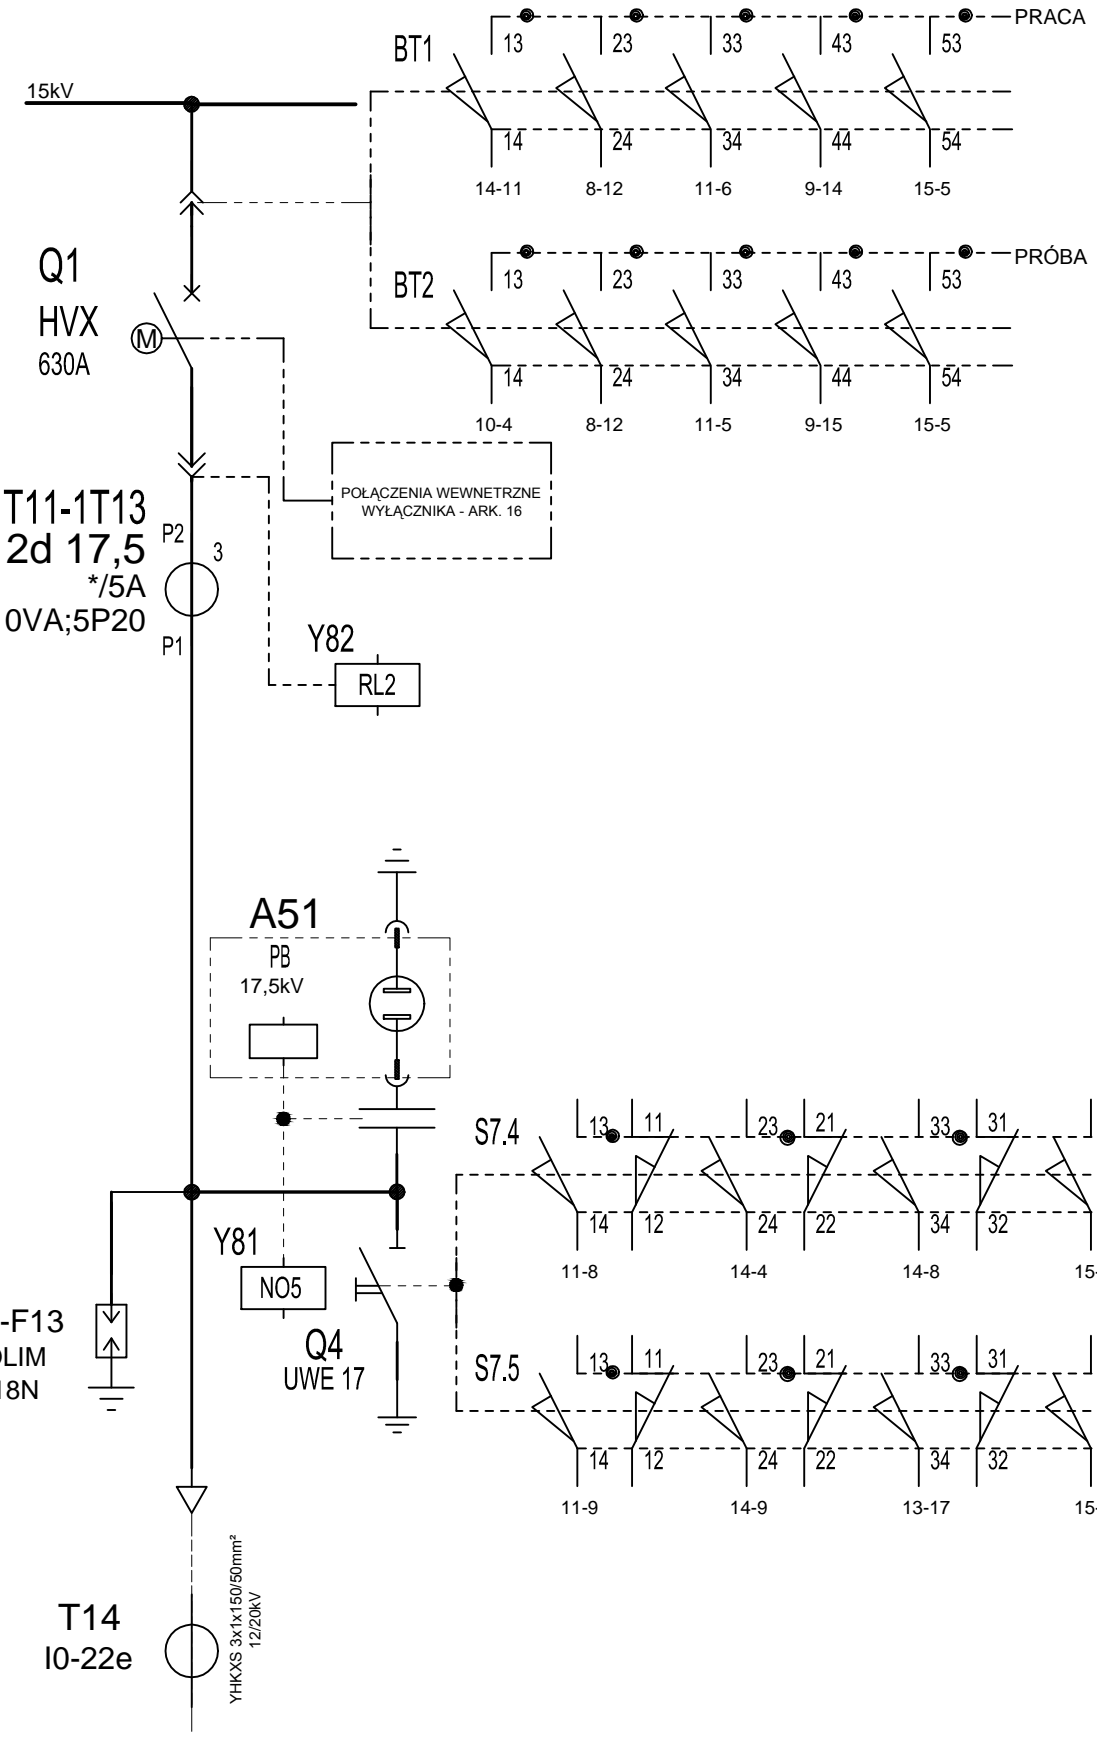 15kV
BT1
13 23 33 43 53
PRACA
14 24 34 44 54
14-11 8-12 11-6 9-14 15-5
BT2
13 23 33 43 53
PRÓBA
14 24 34 44 54
10-4 8-12 11-5 9-15 15-5
Q1
HVX
630A
M
POŁĄCZENIA WEWNETRZNE
WYŁĄCZNIKA - ARK. 16
T11-1T13
2d 17,5
*/5A
0VA;5P20
P2
3
P1
Y82
RL2
A51
PB
17,5kV
S7.4
13 11 23 21 33 31
14 12 24 22 34 32
11-8 14-4 14-8 15-
Y81
NO5
Q4
UWE 17
-F13
OLIM
18N
S7.5
13 11 23 21 33 31
14 12 24 22 34 32
11-9 14-9 13-17 15-
T14
I0-22e
YHKXS 3x1x150/50mm²
12/20kV